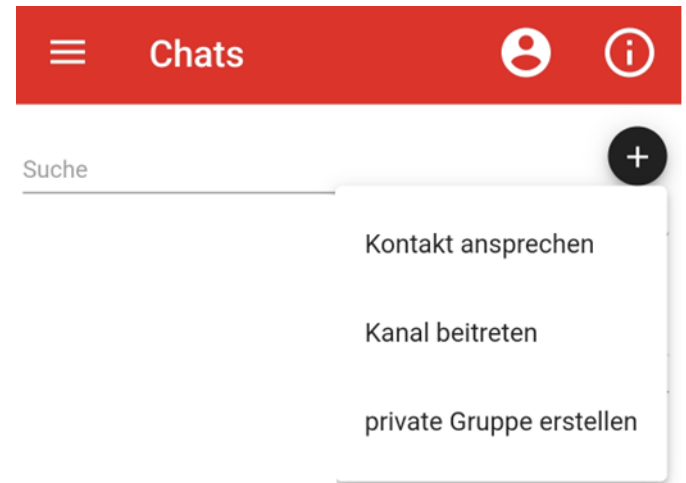 Chats
Suche
Kontakt ansprechen
Kanal beitreten
private Gruppe erstellen